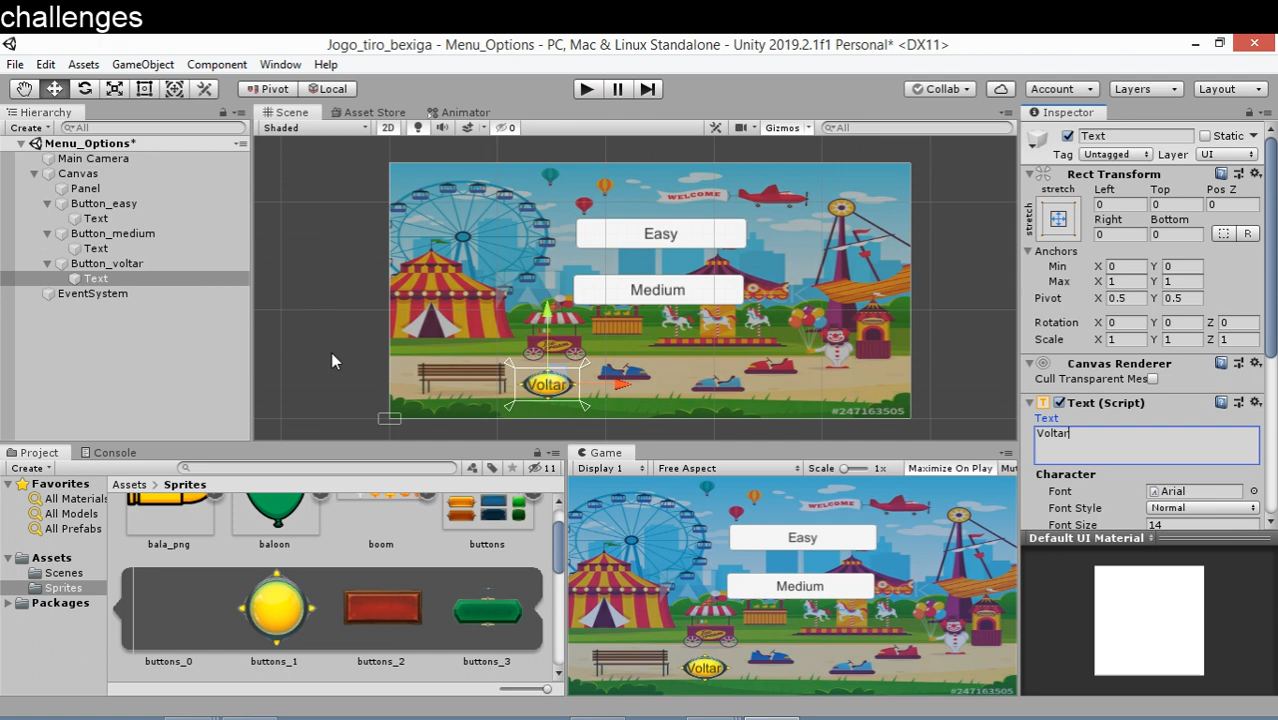 challenges
Jogo_tiro_bexiga - Menu_Options - PC, Mac & Linux Standalone - Unity 2019.2.1f1 Personal* <DX11>
File Edit Assets GameObject Component Window Help
Pivot Local Collab Account Layers Layout
Hierarchy
Create All
Menu_Options*
Main Camera
Canvas
Panel
Button_easy
Text
Button_medium
Text
Button_voltar
Text
EventSystem
Scene Asset Store Animator
Shaded 2D 0 Gizmos All
WELCOME
Easy
Medium
Voltar
#247163505
Inspector
Text Static
Tag Untagged Layer UI
Rect Transform
stretch Left Top Pos Z
stretch 0 0 0
Right Bottom
0 0 R
Anchors
Min X 0 Y 0
Max X 1 Y 1
Pivot X 0.5 Y 0.5
Rotation X 0 Y 0 Z 0
Scale X 1 Y 1 Z 1
Canvas Renderer
Cull Transparent Mes
Text (Script)
Text
Voltar
Character
Font Arial
Font Style Normal
Font Size 14
Default UI Material
Project Console
Create 11
Favorites
All Materials
All Models
All Prefabs
Assets
Scenes
Sprites
Packages
Assets Sprites
bala_png baloon boom buttons
buttons_0 buttons_1 buttons_2 buttons_3
Game
Display 1 Free Aspect Scale 1x Maximize On Play Mut
WELCOME
Easy
Medium
Voltar
#247163505